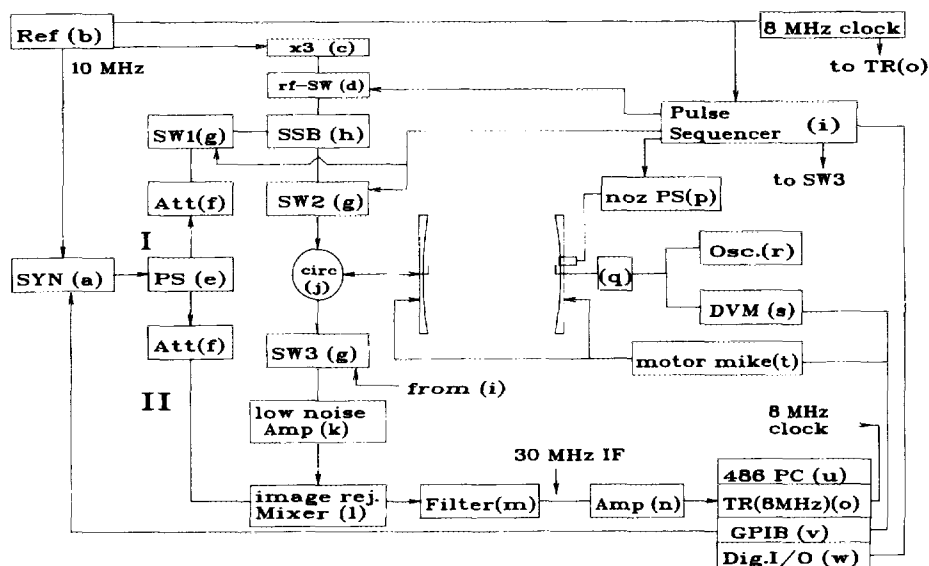 Ref (b)
x3 (c)
8 MHz clock
10 MHz
to TR(o)
rf-SW (d)
SW1(g)
SSB (h)
Pulse
Sequencer (i)
to SW3
Att(f)
SW2 (g)
noz PS(p)
I
SYN (a)
PS (e)
circ
(j)
(q)
Osc.(r)
DVM (s)
Att(f)
SW3 (g)
motor mike(t)
II
from (i)
low noise
Amp (k)
8 MHz
clock
30 MHz IF
486 PC (u)
image rej.
Mixer (l)
Filter(m)
Amp (n)
TR(8MHz)(o)
GPIB (v)
Dig.I/O (w)